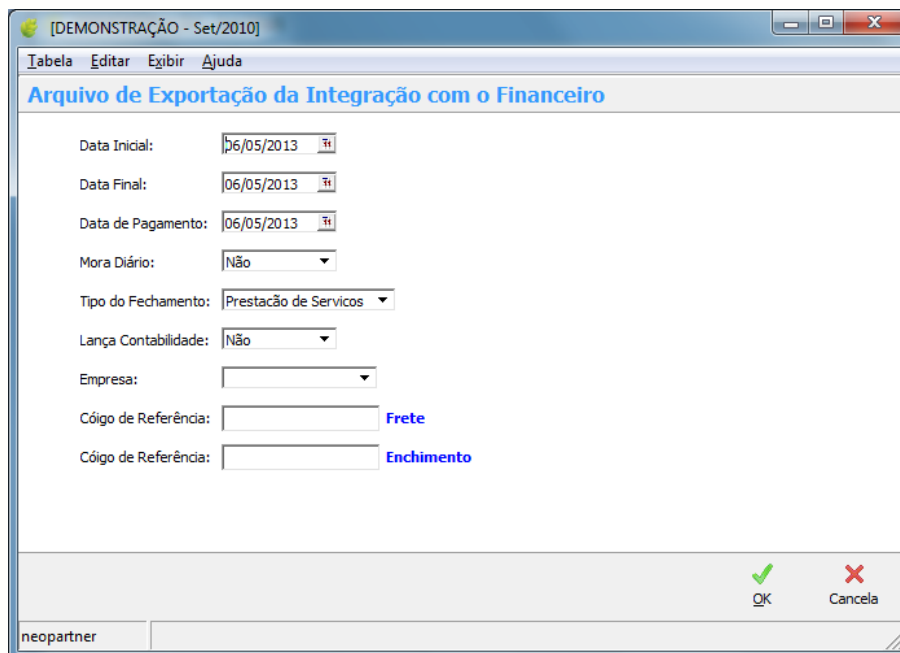 [DEMONSTRAÇÃO - Set/2010]
Tabela Editar Exibir Ajuda
Arquivo de Exportação da Integração com o Financeiro
Data Inicial: 06/05/2013
Data Final: 06/05/2013
Data de Pagamento: 06/05/2013
Mora Diário: Não
Tipo do Fechamento: Prestacão de Servicos
Lança Contabilidade: Não
Empresa:
Cóigo de Referência: Frete
Cóigo de Referência: Enchimento
OK Cancela
neopartner